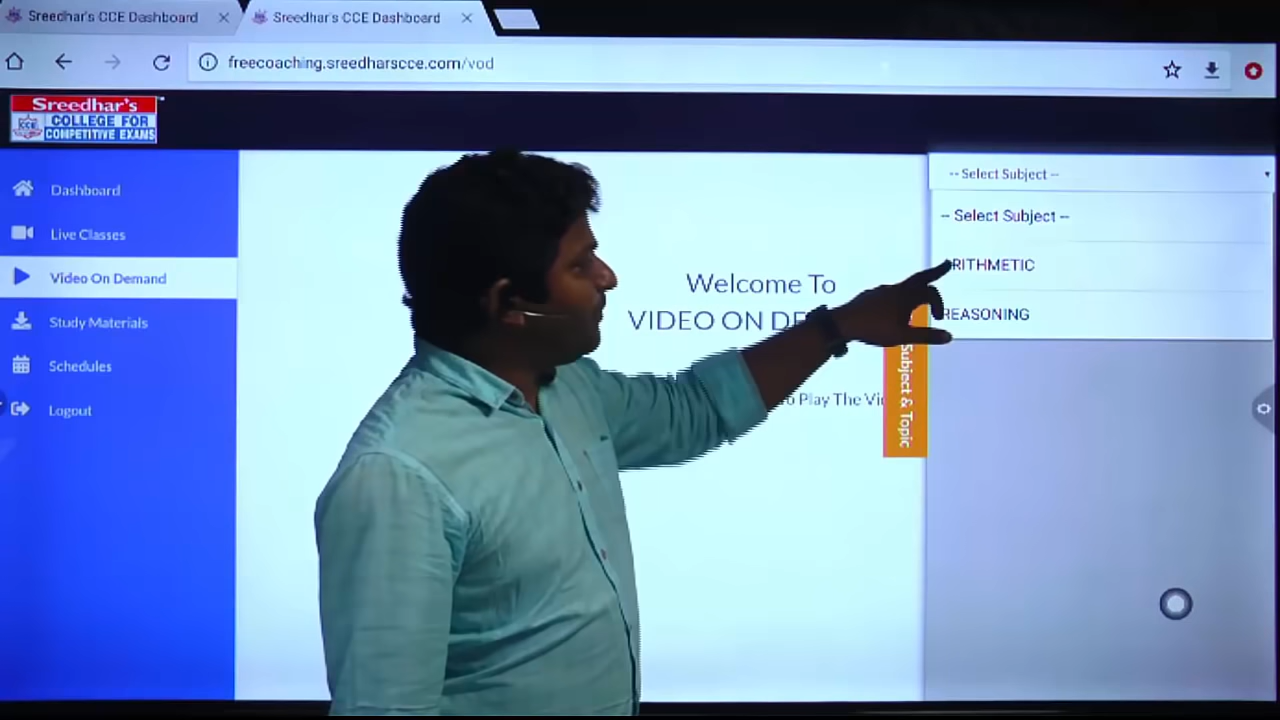 Sreedhar's CCE Dashboard
Sreedhar's CCE Dashboard
freecoaching.sreedharscce.com/vod
Sreedhar's
CCE
COLLEGE FOR
COMPETITIVE EXAMS
Dashboard
Live Classes
Video On Demand
Study Materials
Schedules
Logout
Welcome To
VIDEO ON DE
o Play The Vi
Subject & Topic
-- Select Subject --
-- Select Subject --
RITHMETIC
REASONING